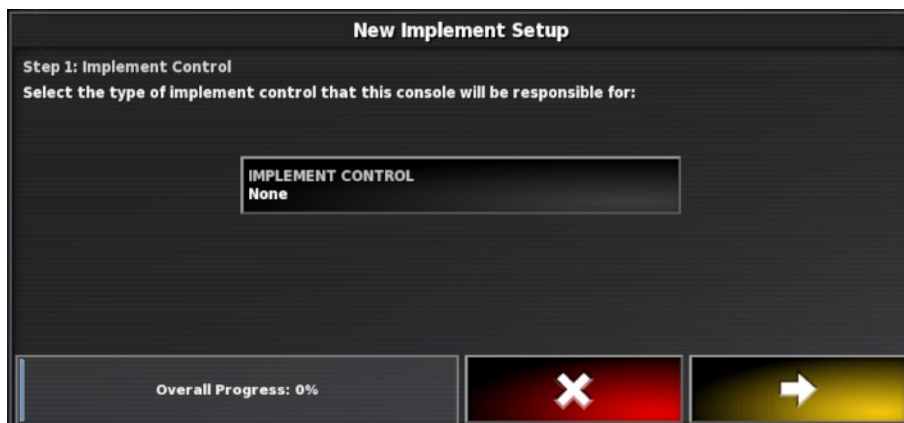 New Implement Setup
Step 1: Implement Control
Select the type of implement control that this console will be responsible for:
IMPLEMENT CONTROL
None
Overall Progress: 0%